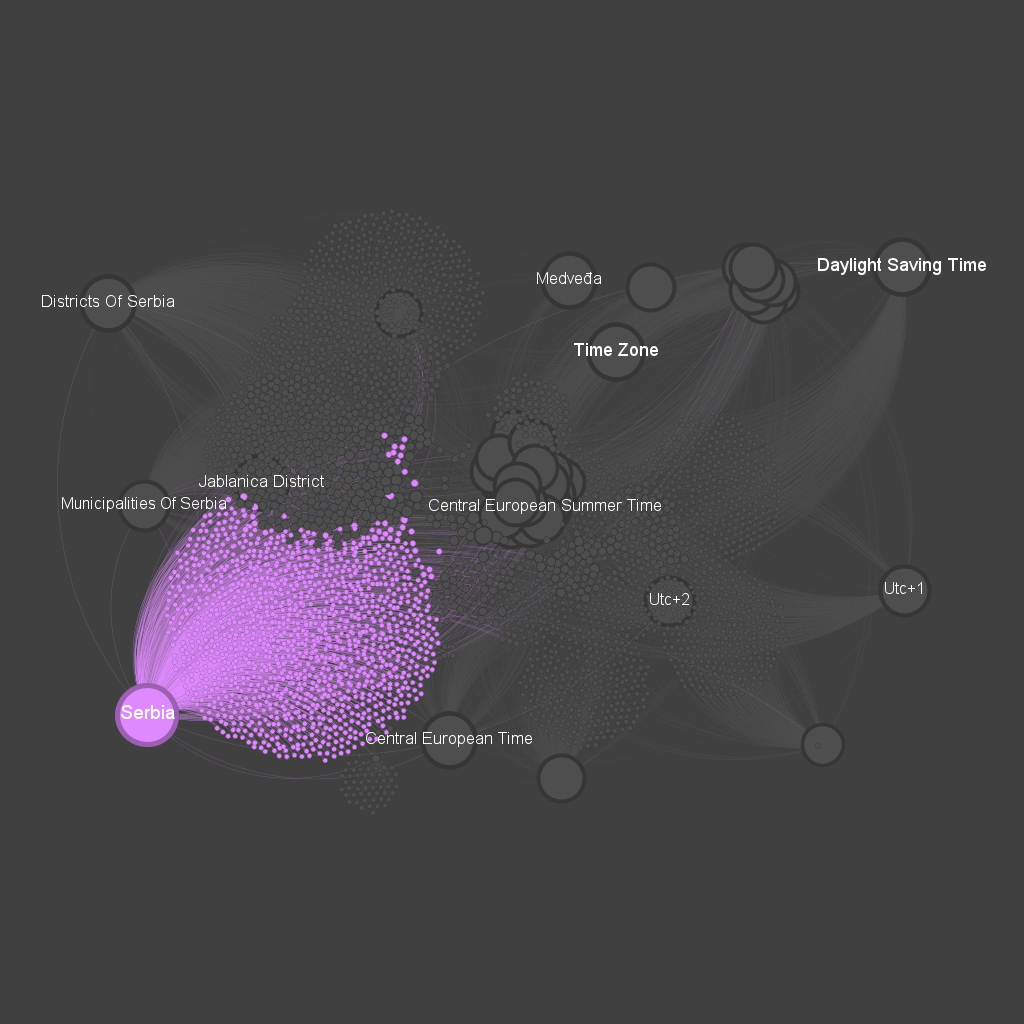 Daylight Saving Time
Medveđa
Districts Of Serbia
Time Zone
Jablanica District
Municipalities Of Serbia
Central European Summer Time
Utc+1
Utc+2
Serbia
Central European Time